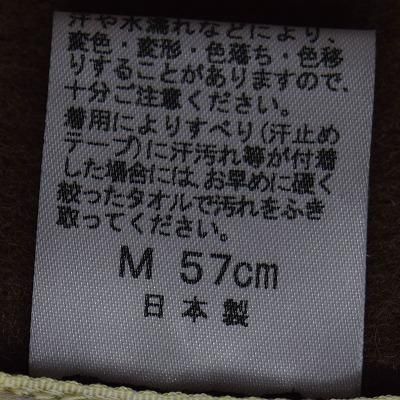 汗や水漏れなどにより、
変色・変形・色落ち・色移
りすることがありますので、
十分ご注意ください。
着用によりすべり(汗止め
テープ)に汗汚れ等が付着
した場合には、お早めに硬く
絞ったタオルで汚れをふき
取ってください。
M 57cm
日本製